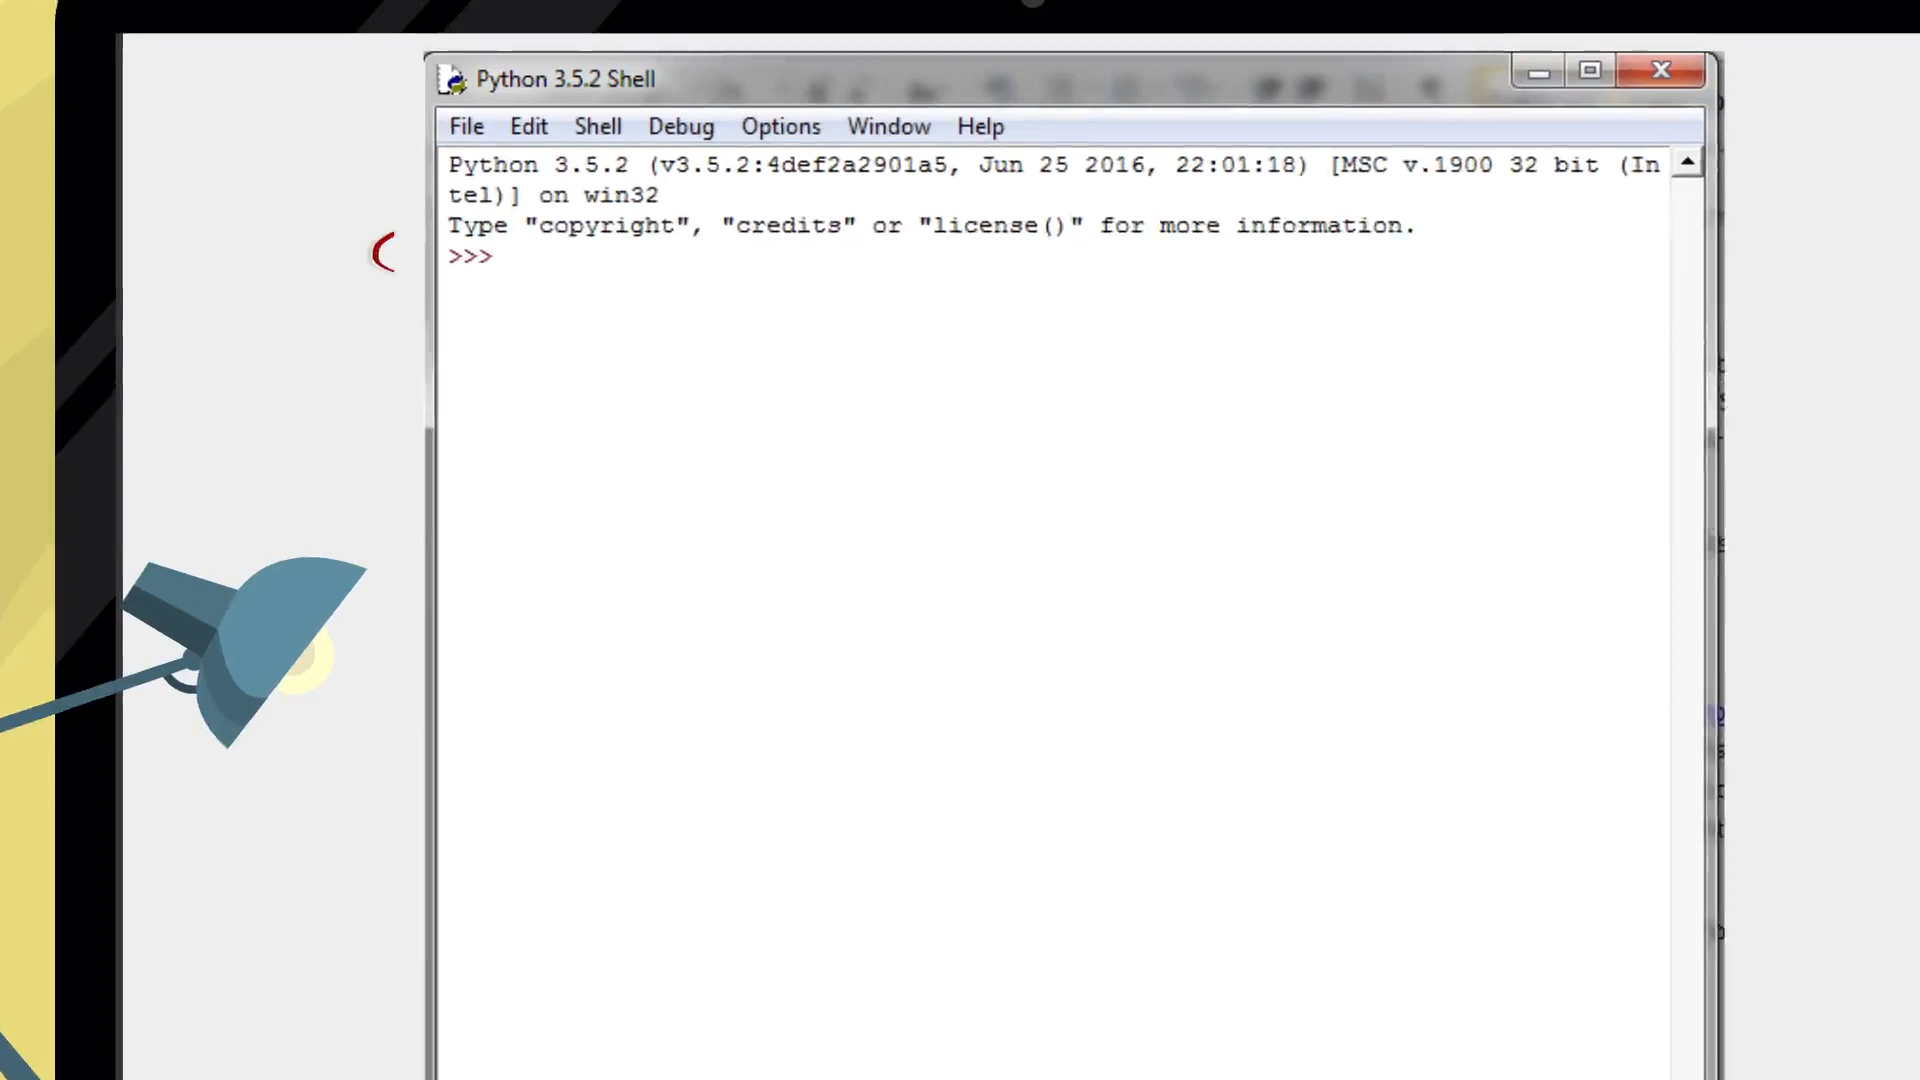 Python 3.5.2 Shell
File Edit Shell Debug Options Window Help
Python 3.5.2 (v3.5.2:4def2a2901a5, Jun 25 2016, 22:01:18) [MSC v.1900 32 bit (In
tel)] on win32
Type "copyright", "credits" or "license()" for more information.
>>>